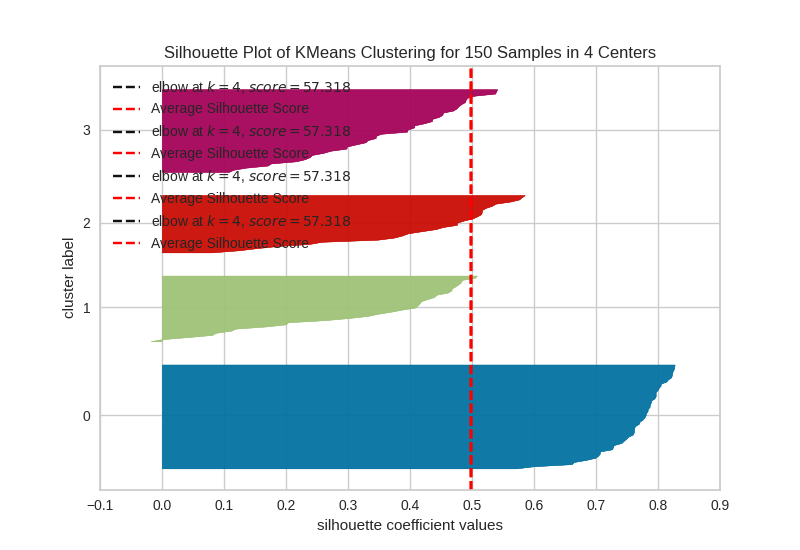 Silhouette Plot of KMeans Clustering for 150 Samples in 4 Centers
elbow at k = 4, score = 57.318
Average Silhouette Score
elbow at k = 4, score = 57.318
Average Silhouette Score
elbow at k = 4, score = 57.318
Average Silhouette Score
elbow at k = 4, score = 57.318
Average Silhouette Score
cluster label
3
2
1
0
−0.1 0.0 0.1 0.2 0.3 0.4 0.5 0.6 0.7 0.8 0.9
silhouette coefficient values